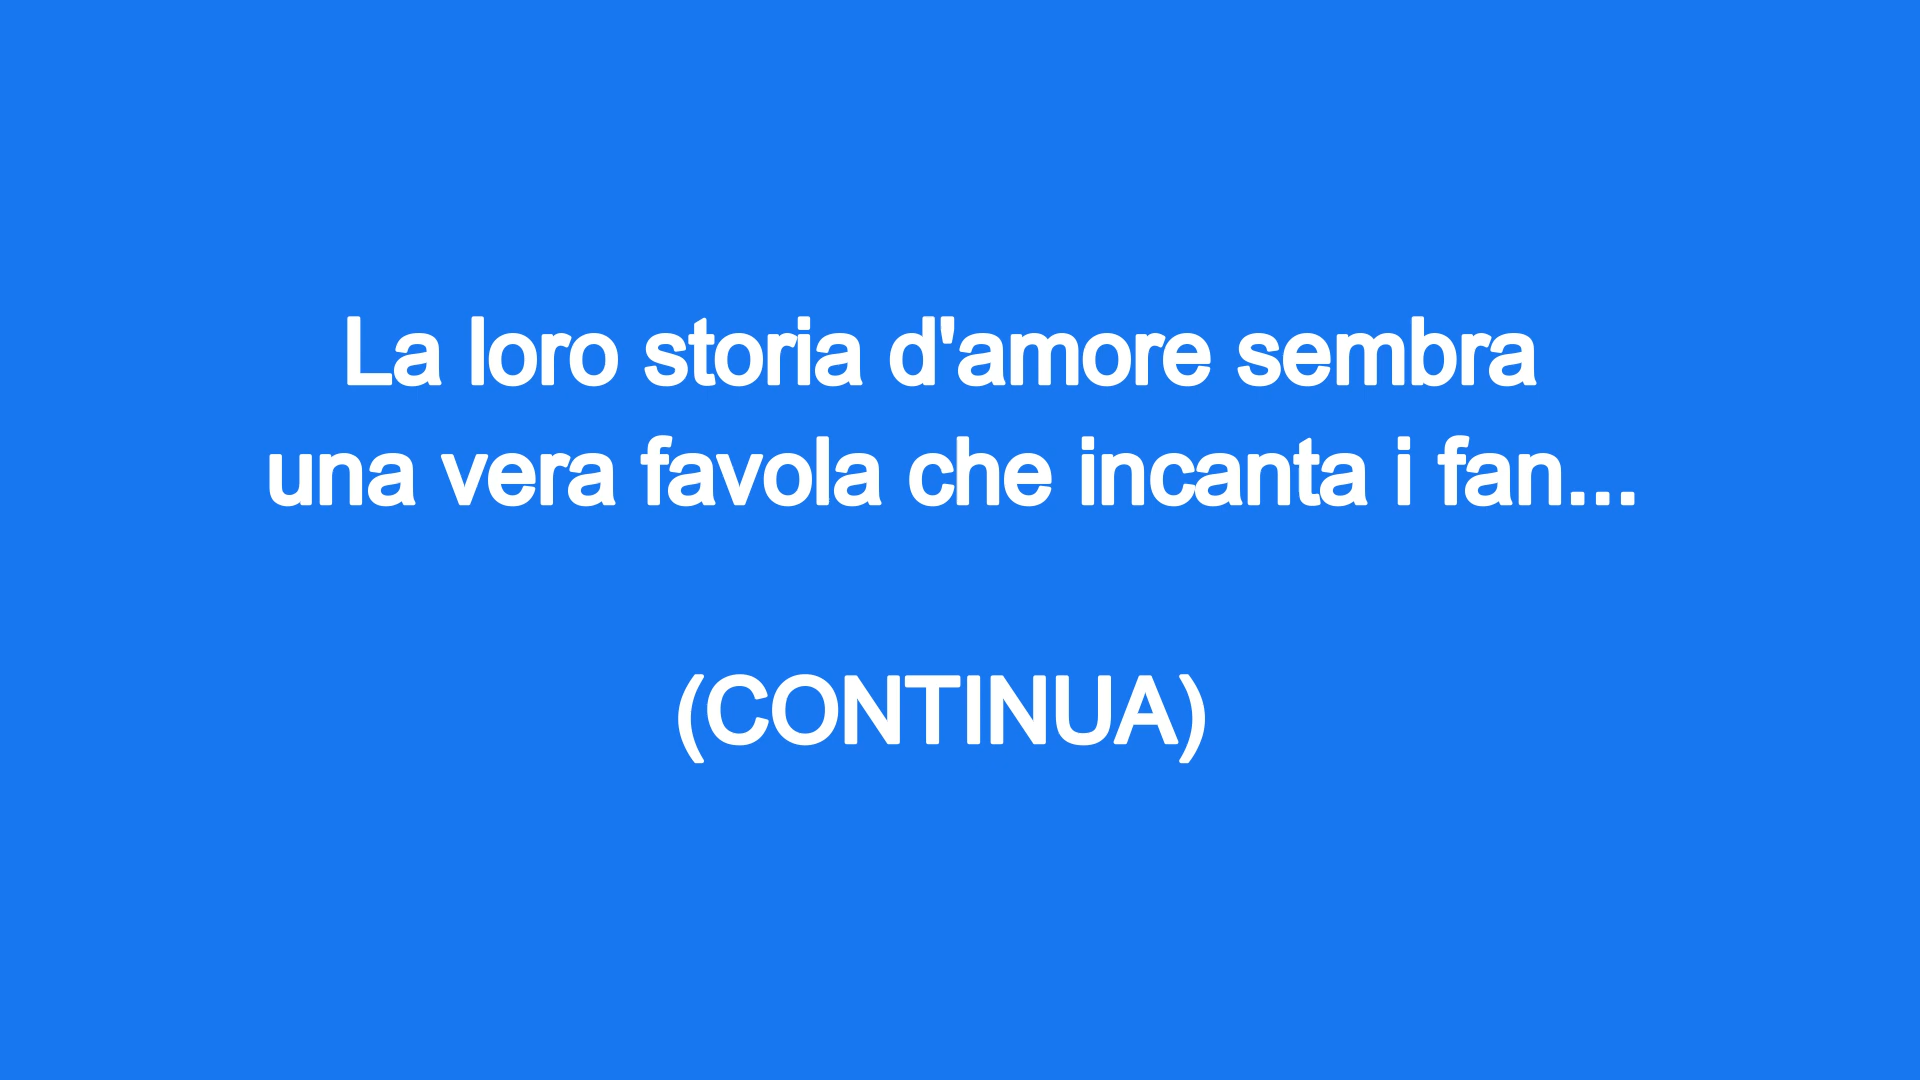 La loro storia d'amore sembra
una vera favola che incanta i fan...
(CONTINUA)